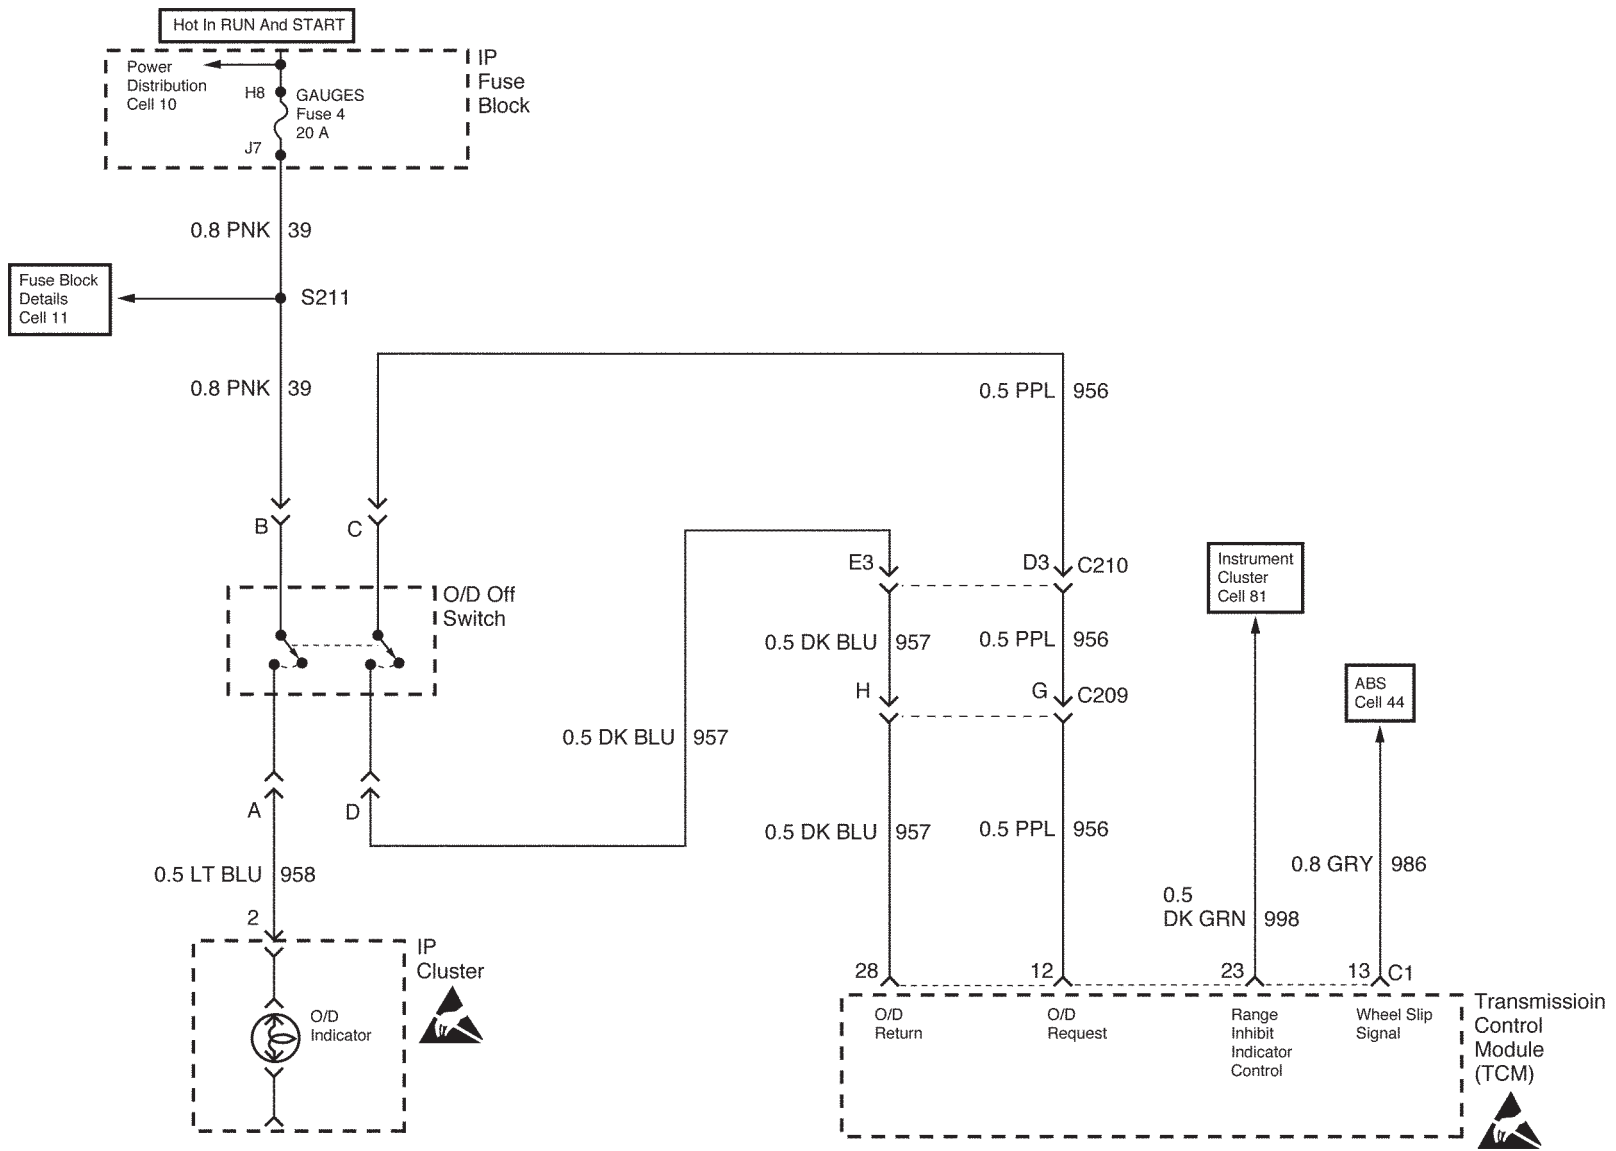 Hot In RUN And START
IP
Fuse
Block
Power
Distribution
Cell 10
H8
GAUGES
Fuse 4
20 A
J7
0.8 PNK 39
Fuse Block
Details
Cell 11
S211
0.8 PNK 39
0.5 PPL 956
B
C
E3
D3 C210
Instrument
Cluster
Cell 81
O/D Off
Switch
0.5 DK BLU 957
0.5 PPL 956
H
G C209
ABS
Cell 44
0.5 DK BLU 957
A
D
0.5 DK BLU 957
0.5 PPL 956
0.5 LT BLU 958
0.8 GRY 986
0.5
DK GRN 998
2
IP
Cluster
O/D
Indicator
28
12
23
13 C1
O/D
Return
O/D
Request
Range
Inhibit
Indicator
Control
Wheel Slip
Signal
Transmissioin
Control
Module
(TCM)